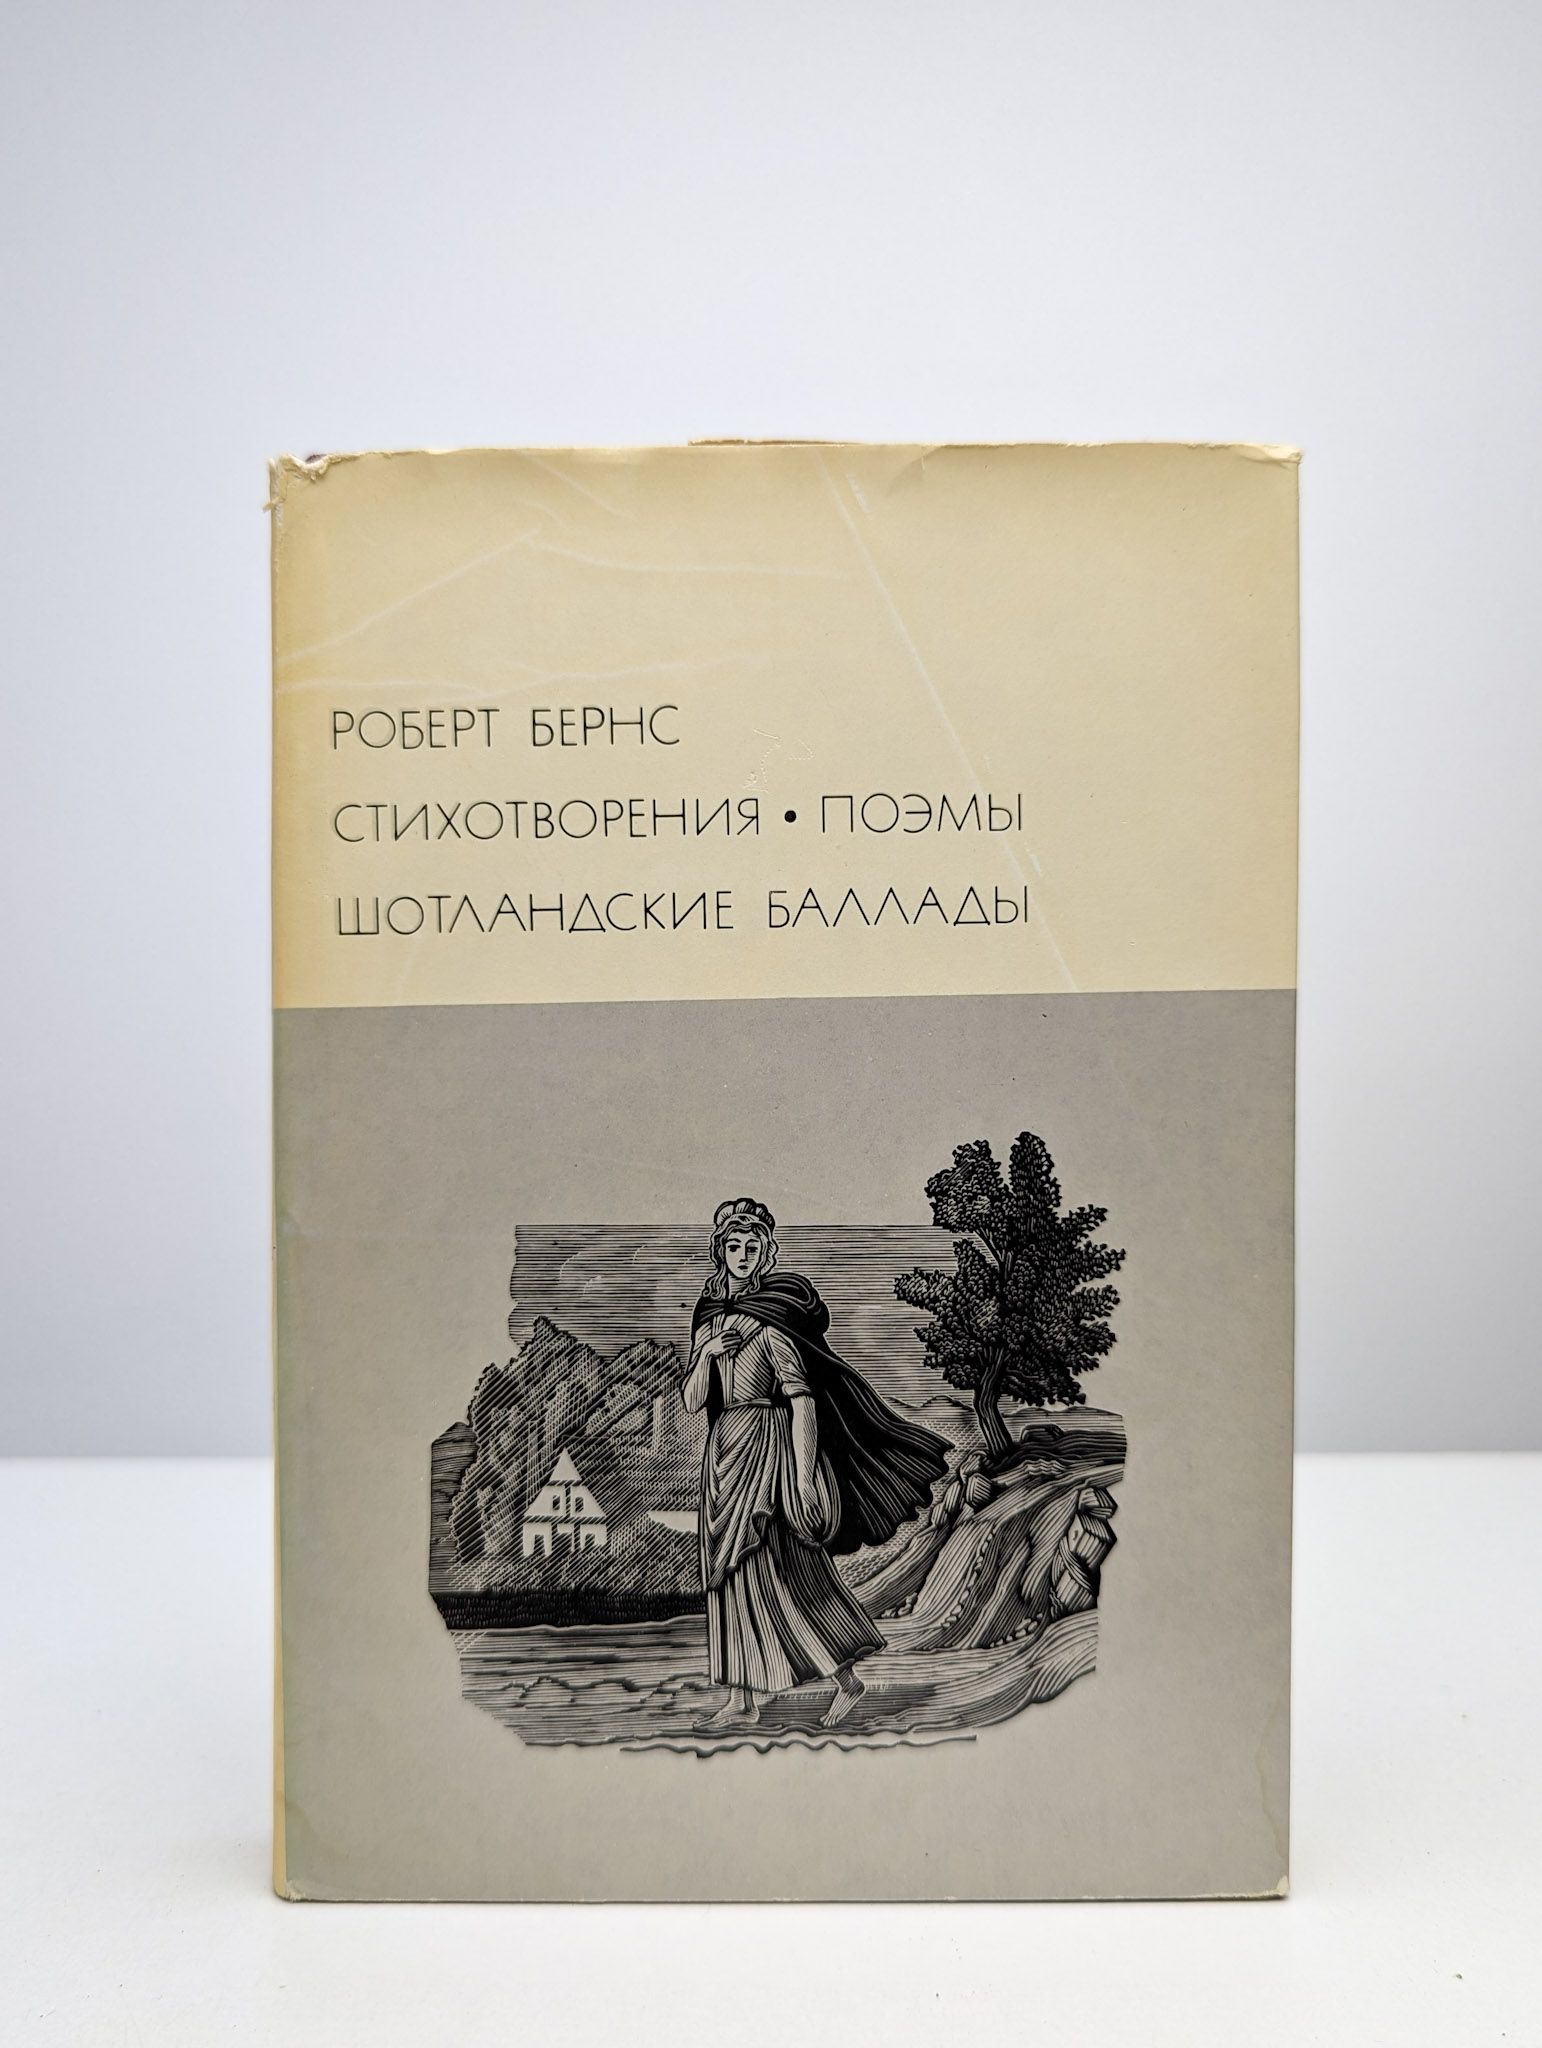 РОБЕРТ БЕРНС
СТИХОТВОРЕНИЯ • ПОЭМЫ
ШОТЛАНДСКИЕ БАЛЛАДЫ